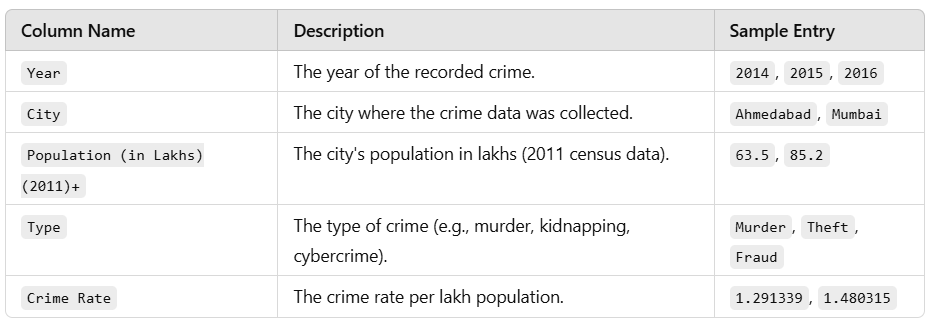 Column Name Description Sample Entry
Year The year of the recorded crime. 2014 , 2015 , 2016
City The city where the crime data was collected. Ahmedabad , Mumbai
Population (in Lakhs) The city's population in lakhs (2011 census data). 63.5 , 85.2
(2011)+
Type The type of crime (e.g., murder, kidnapping, Murder , Theft ,
cybercrime). Fraud
Crime Rate The crime rate per lakh population. 1.291339 , 1.480315